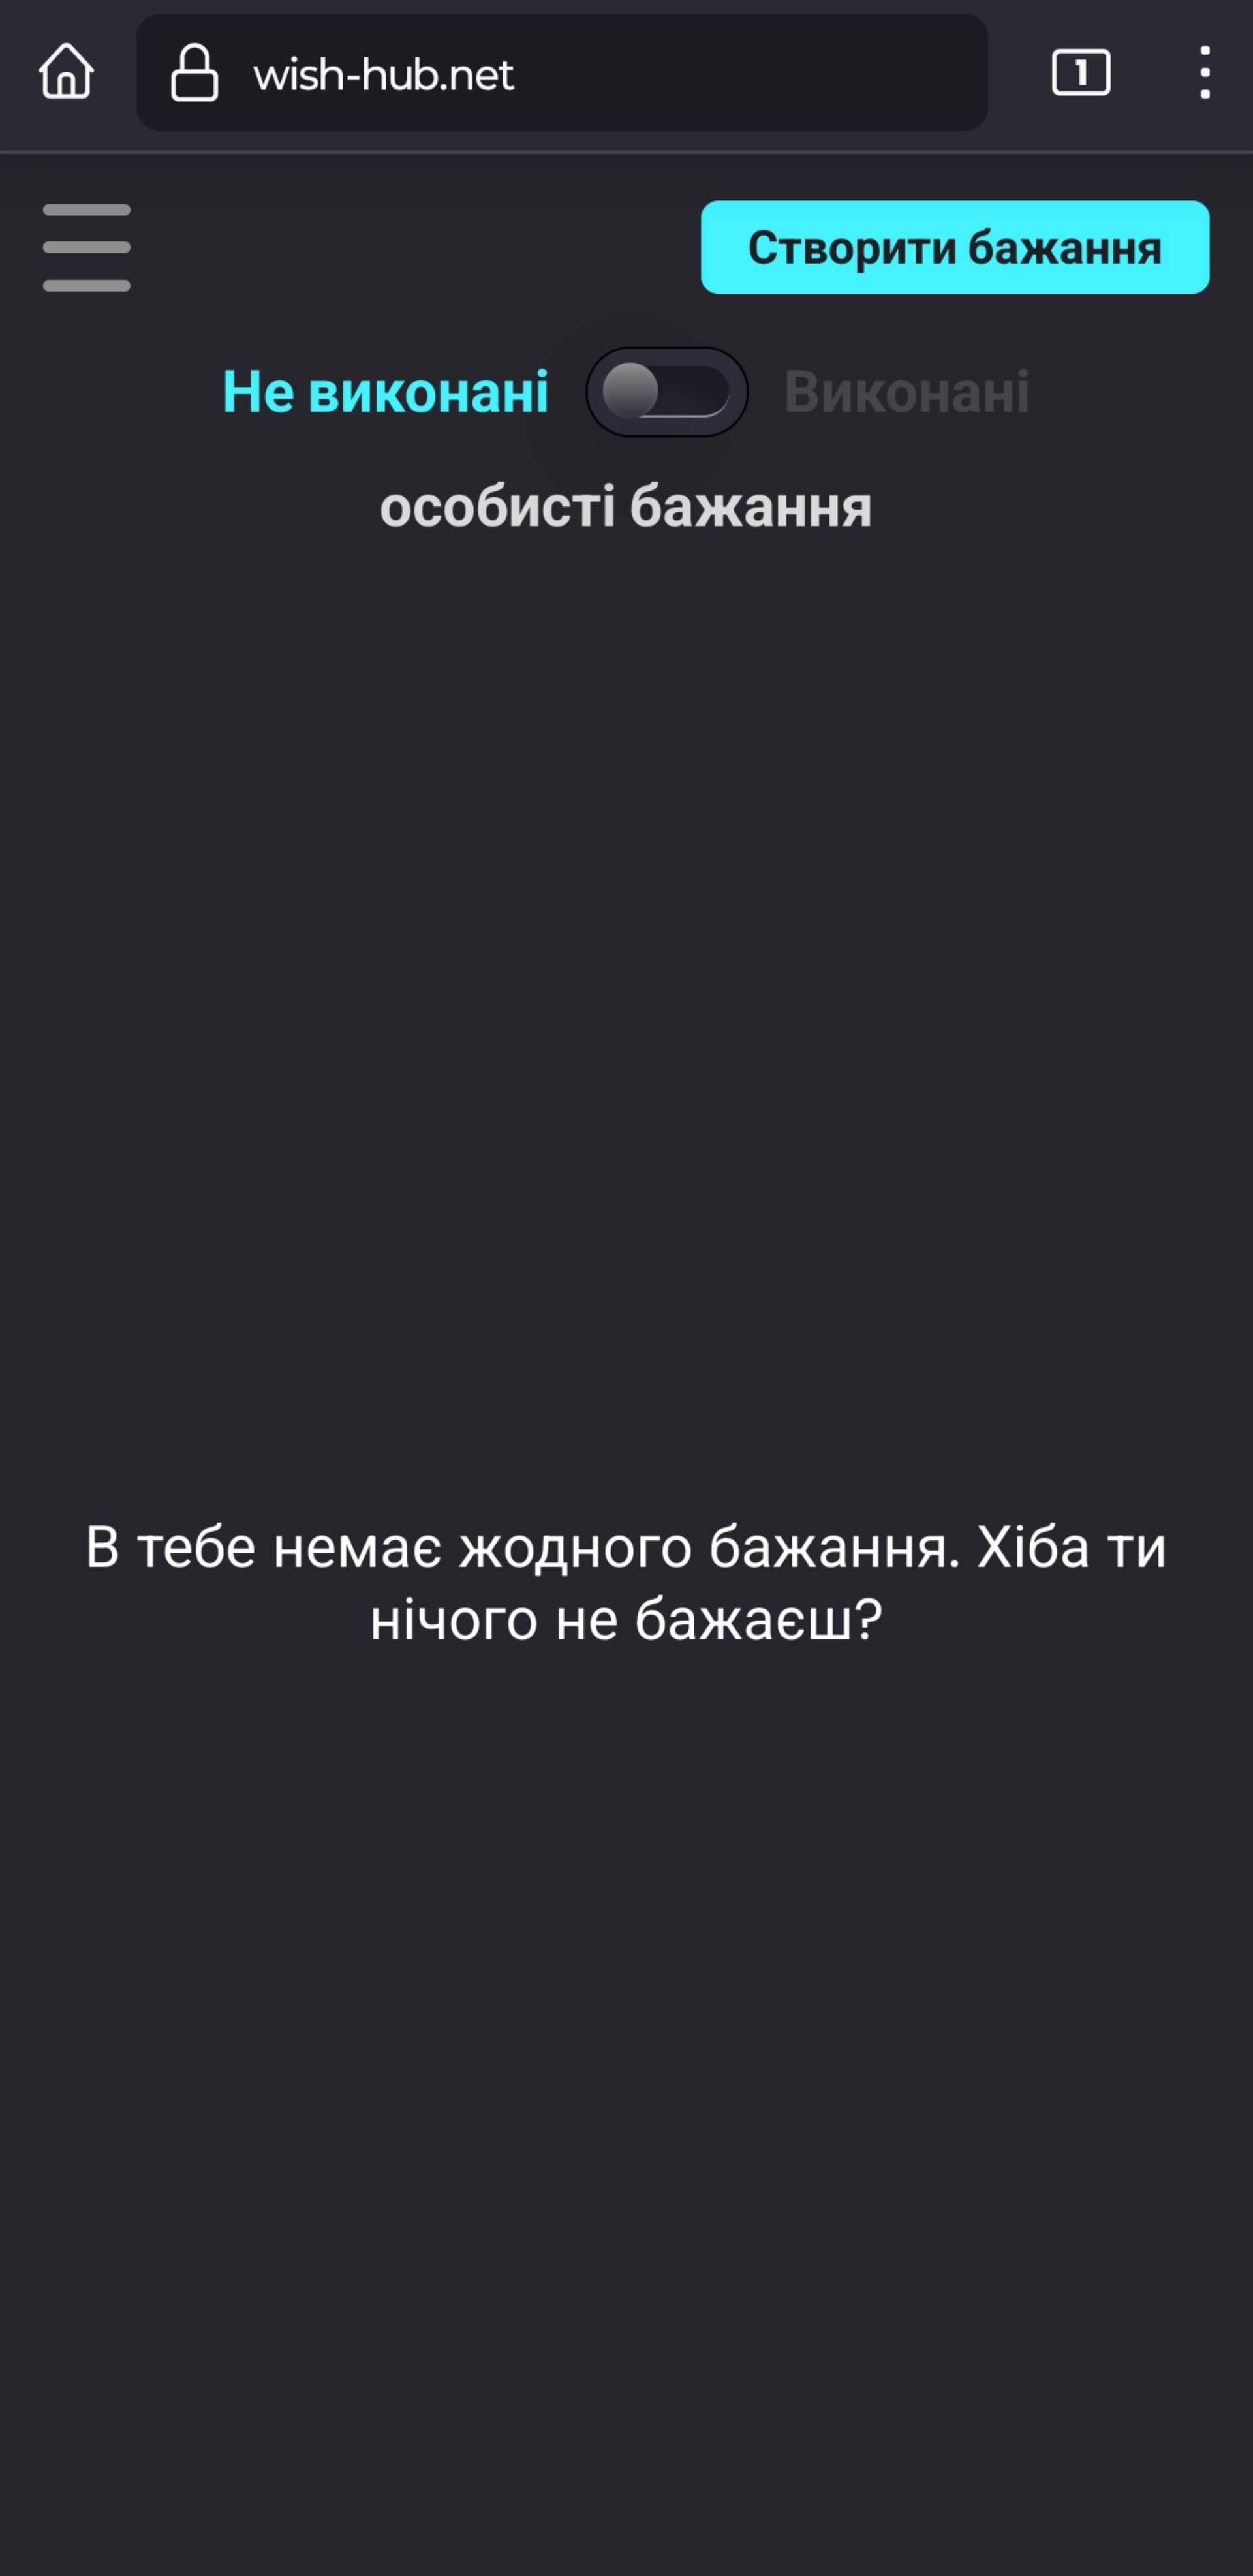 wish-hub.net
1
Створити бажання
Не виконані
Виконані
особисті бажання
В тебе немає жодного бажання. Хіба ти
нічого не бажаєш?